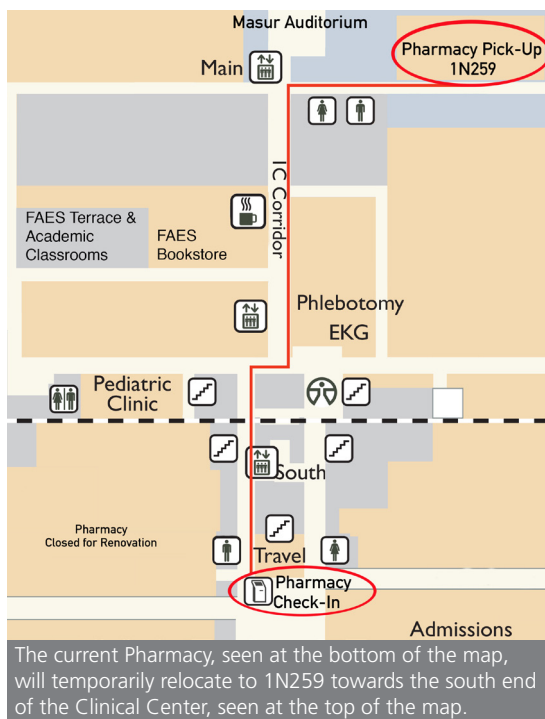 Masur Auditorium
Pharmacy Pick-Up
1N259
Main
IC Corridor
FAES Terrace &
Academic
Classrooms
FAES
Bookstore
Phlebotomy
EKG
Pediatric
Clinic
South
Pharmacy
Closed for Renovation
Travel
Pharmacy
Check-In
Admissions
The current Pharmacy, seen at the bottom of the map,
will temporarily relocate to 1N259 towards the south end
of the Clinical Center, seen at the top of the map.